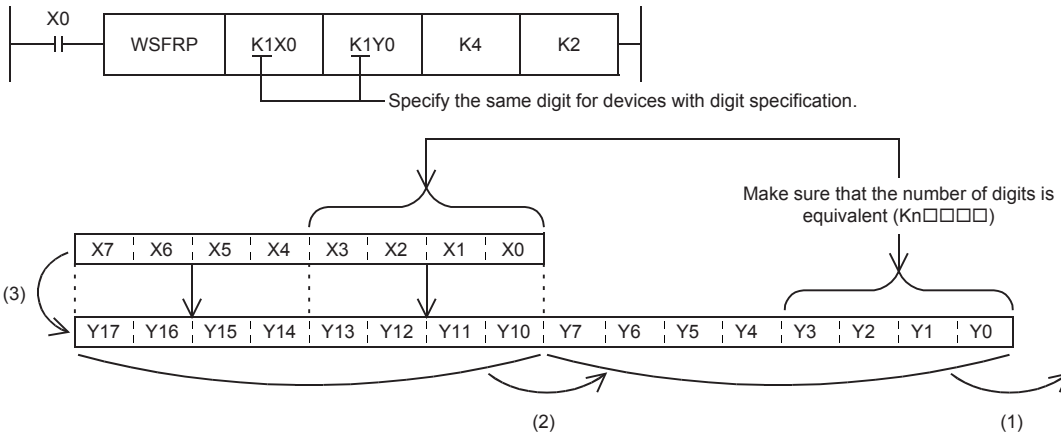 X0
WSFRP K1X0 K1Y0 K4 K2
Specify the same digit for devices with digit specification.
Make sure that the number of digits is
equivalent (Kn□□□□)
X7 X6 X5 X4 X3 X2 X1 X0
(3)
Y17 Y16 Y15 Y14 Y13 Y12 Y11 Y10 Y7 Y6 Y5 Y4 Y3 Y2 Y1 Y0
(2) (1)